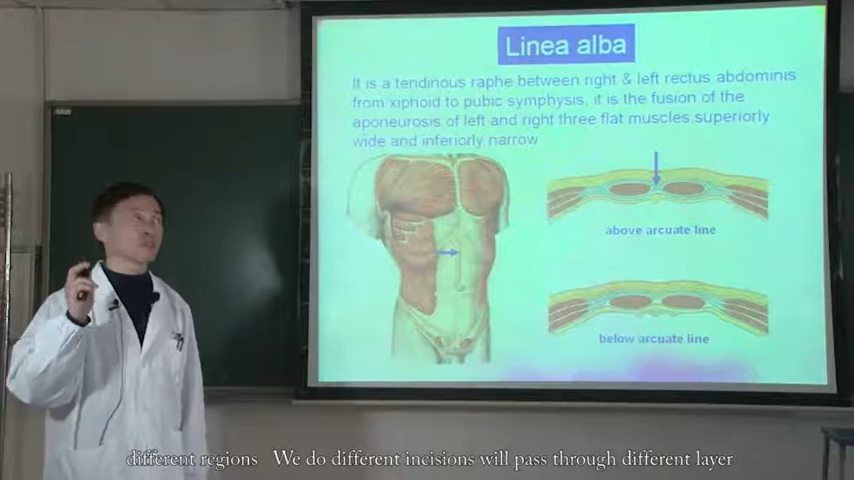 Linea alba
It is a tendinous raphe between right & left rectus abdominis
from xiphoid to pubic symphysis, it is the fusion of the
aponeurosis of left and right three flat muscles,superiorly
wide and inferiorly narrow
above arcuate line
below arcuate line
different regions We do different incisions will pass through different layer